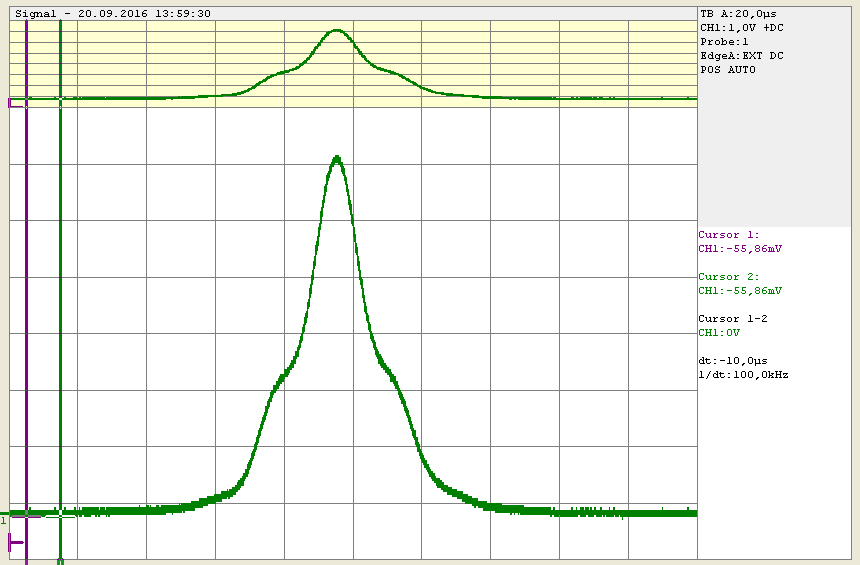 Signal - 20.09.2016 13:59:30
TB A:20,0µs
CH1:1,0V +DC
Probe:1
EdgeA:EXT DC
POS AUTO
Cursor 1:
CH1:-55,86mV
Cursor 2:
CH1:-55,86mV
Cursor 1-2
CH1:0V
dt:-10,0µs
1/dt:100,0kHz
1